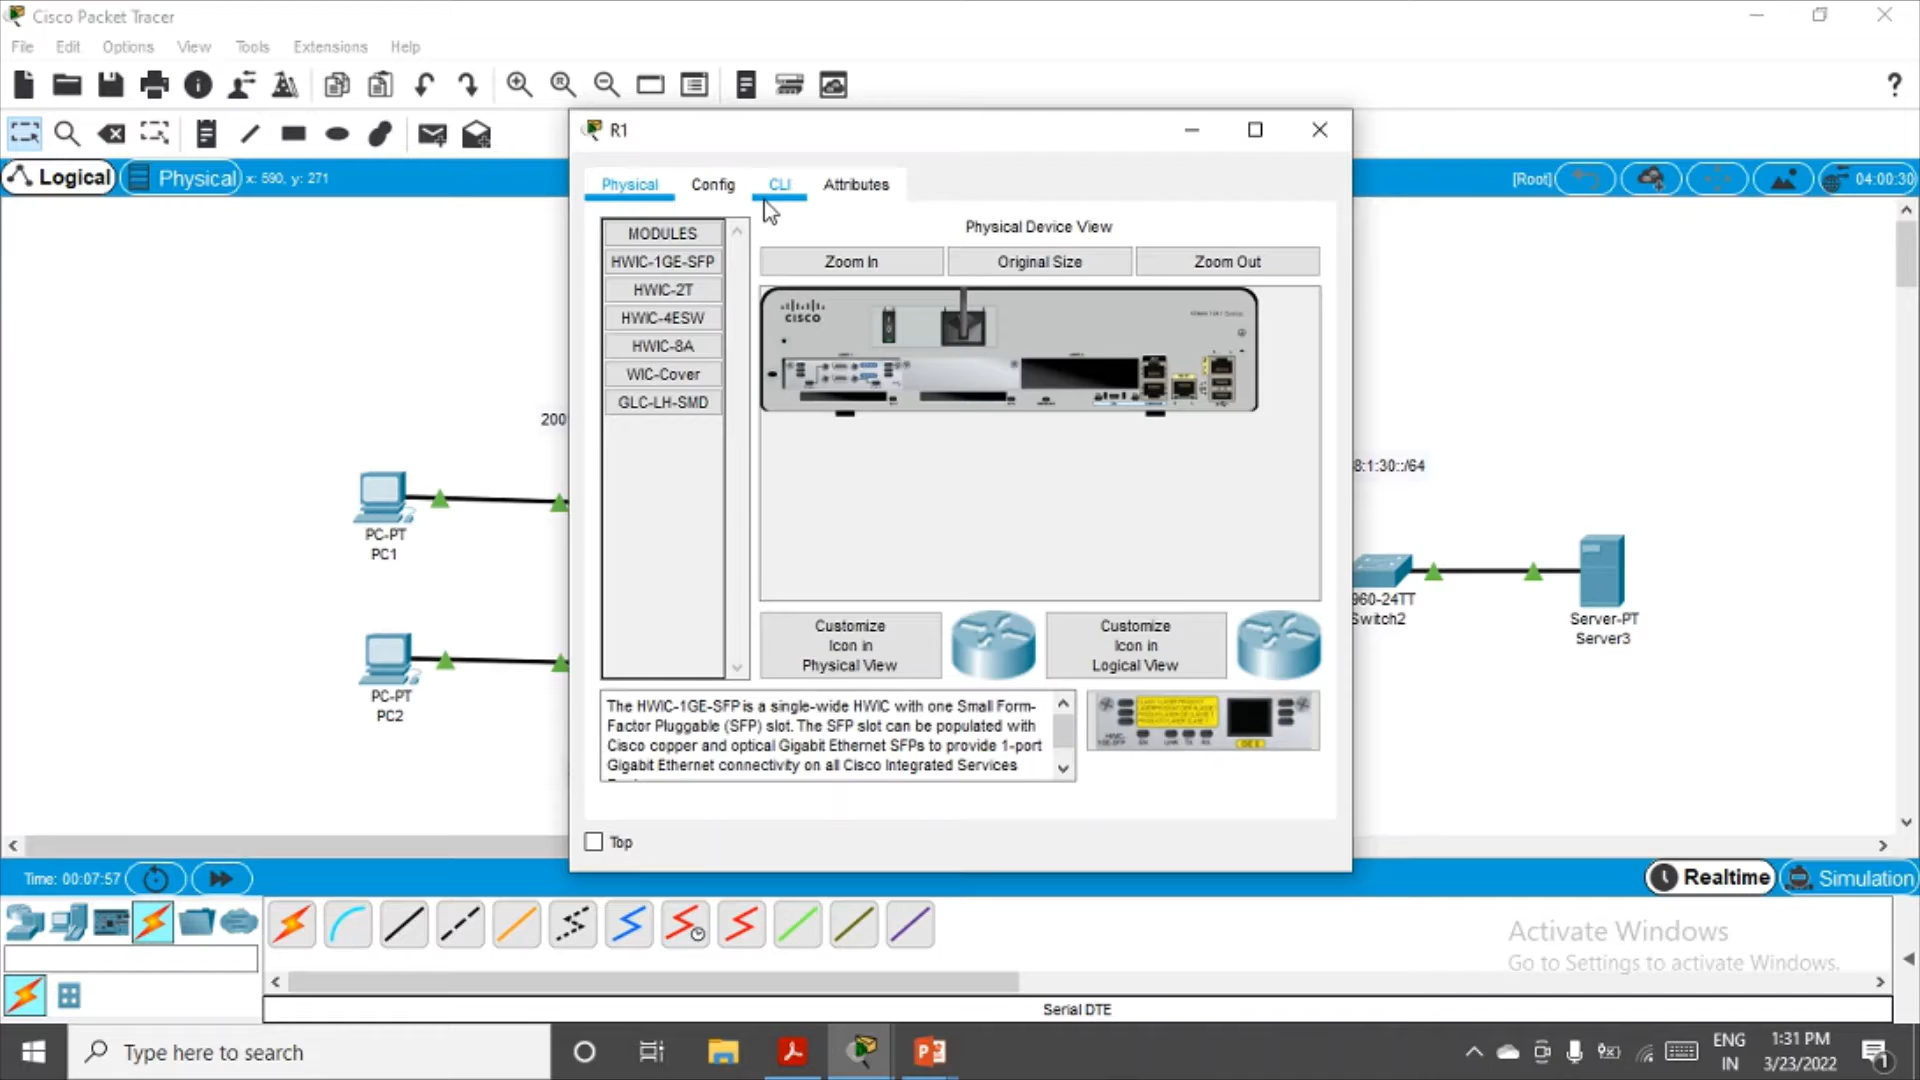 Cisco Packet Tracer
File Edit Options View Tools Extensions Help
?
R1
Logical
Physical
x: 590, y: 271
[Root]
04:00:30
Physical Config CLI Attributes
MODULES
HWIC-1GE-SFP
HWIC-2T
HWIC-4ESW
HWIC-8A
WIC-Cover
GLC-LH-SMD
Physical Device View
Zoom In
Original Size
Zoom Out
CISCO
200
8:1:30::/64
PC-PT
PC1
PC-PT
PC2
960-24TT
Switch2
Server-PT
Server3
Customize
Icon in
Physical View
Customize
Icon in
Logical View
The HWIC-1GE-SFP is a single-wide HWIC with one Small Form-
Factor Pluggable (SFP) slot. The SFP slot can be populated with
Cisco copper and optical Gigabit Ethernet SFPs to provide 1-port
Gigabit Ethernet connectivity on all Cisco Integrated Services
Top
Time: 00:07:57
Realtime
Simulation
Activate Windows
Go to Settings to activate Windows.
Serial DTE
Type here to search
ENG
IN
1:31 PM
3/23/2022
1